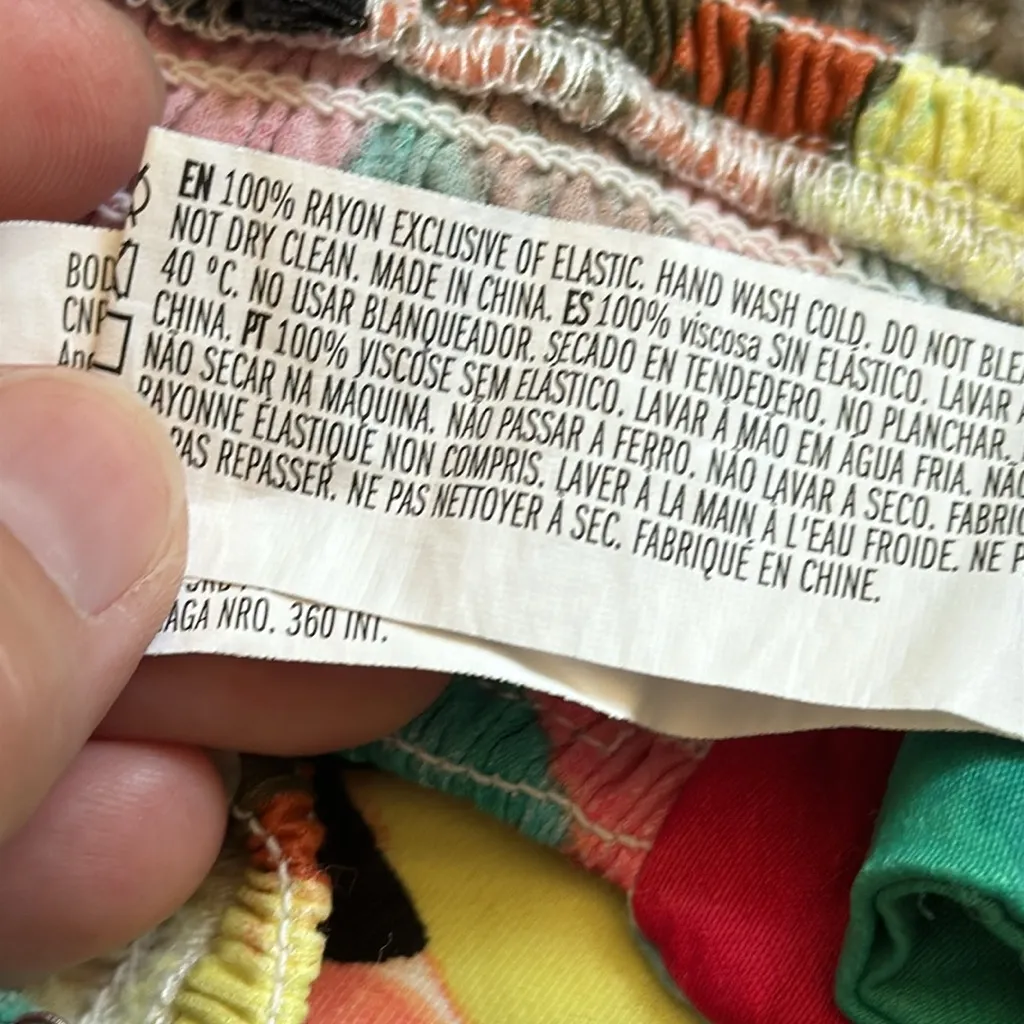 EN 100% RAYON EXCLUSIVE OF ELASTIC. HAND WASH COLD. DO NOT
NOT DRY CLEAN. MADE IN CHINA. ES 100% viscosa SIN ELÁSTICO. LAVAR
40 °C. NO USAR BLANQUEADOR. SECADO EN TENDEDERO. NO PLANCHAR.
CHINA. PT 100% VISCOSE SEM ELÁSTICO. LAVAR À MÃO EM ÁGUA FRIA. NÃO
NÃO SECAR NA MÁQUINA. NÃO PASSAR A FERRO. NÃO LAVAR A SECO.
RAYONNE ÉLASTIQUE NON COMPRIS. LAVER À LA MAIN À L'EAU FROIDE. NE
PAS REPASSER. NE PAS NETTOYER À SEC. FABRIQUÉ EN CHINE.
NRO. 360 INT.